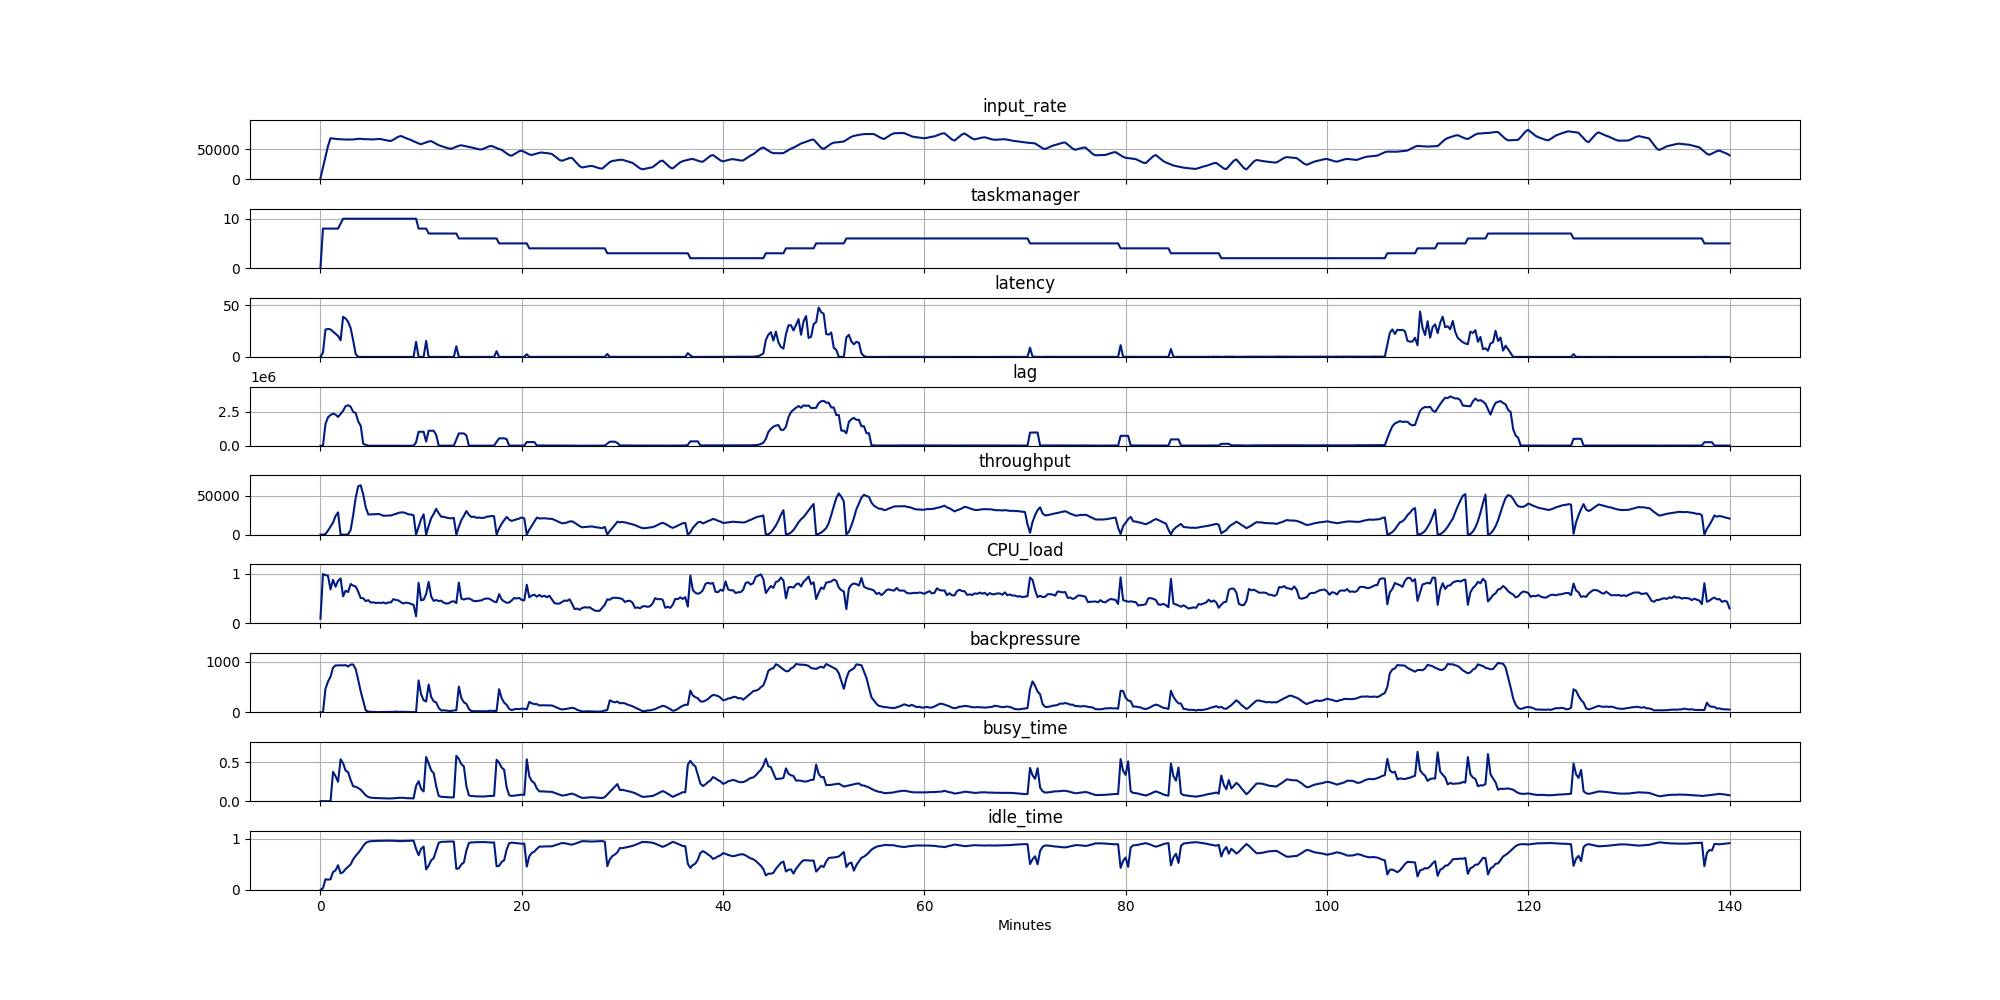 input_rate
50000
0
taskmanager
10
0
latency
50
0
1e6
lag
2.5
0.0
throughput
50000
0
CPU_load
1
0
backpressure
1000
0
busy_time
0.5
0.0
idle_time
1
0
0 20 40 60 80 100 120 140
Minutes